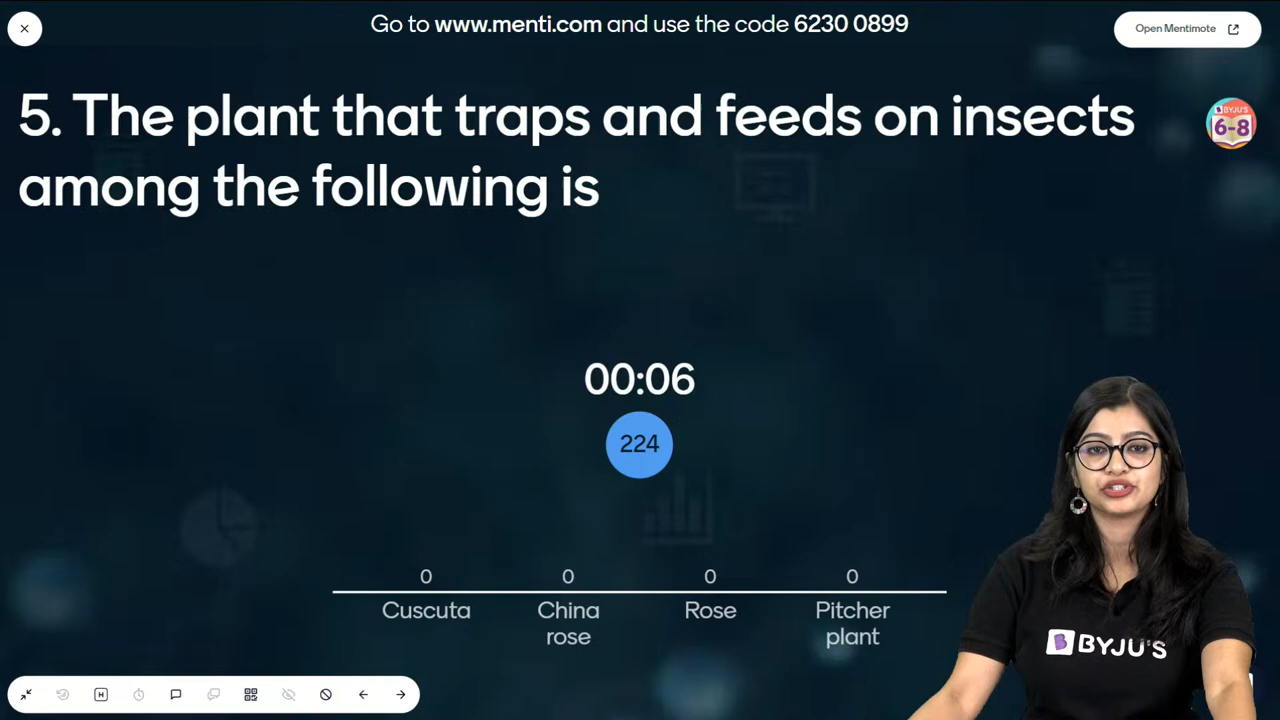 Go to www.menti.com and use the code 6230 0899
Open Mentimote
5. The plant that traps and feeds on insects
among the following is
BYJU'S
6-8
00:06
224
0 0 0 0
Cuscuta
China
rose
Rose
Pitcher
plant
BYJU'S
H